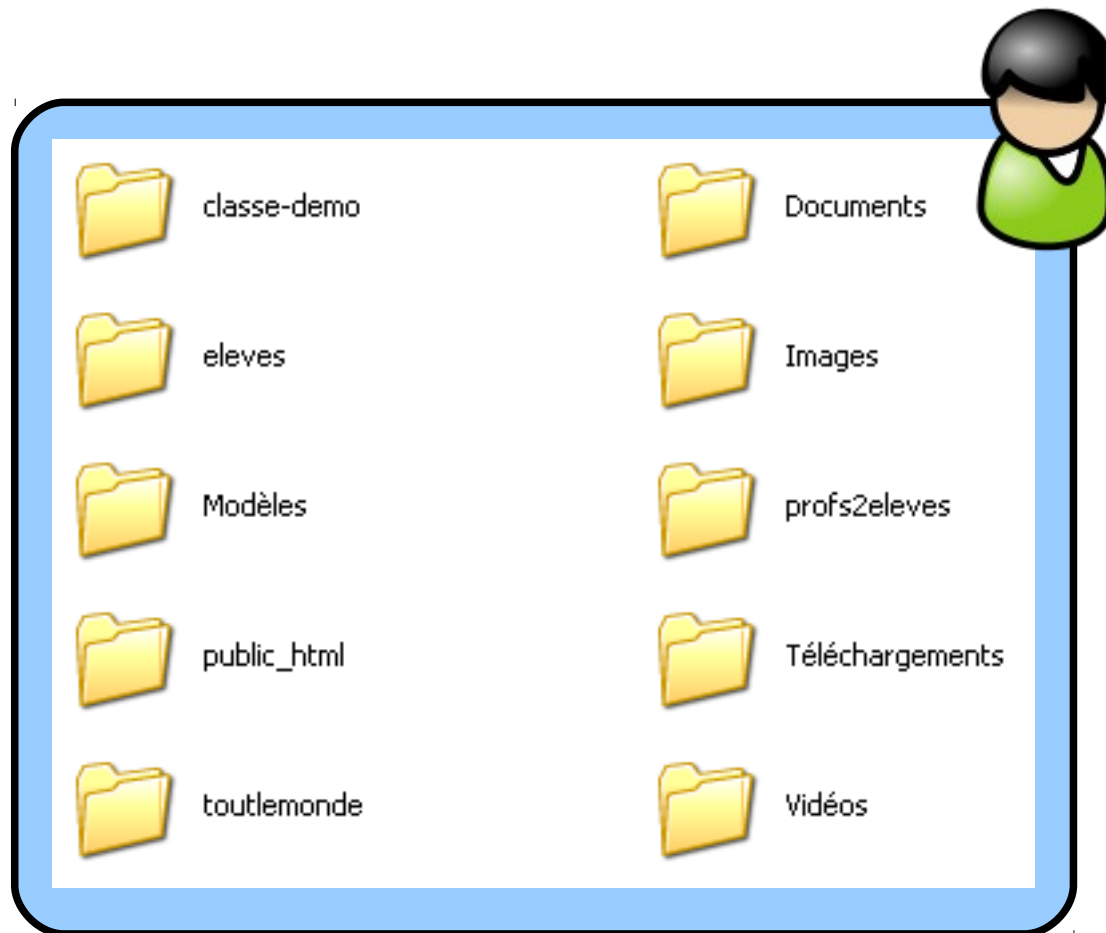 classe-demo
Documents
eleves
Images
Modèles
profs2eleves
public_html
Téléchargements
toutlemonde
Vidéos